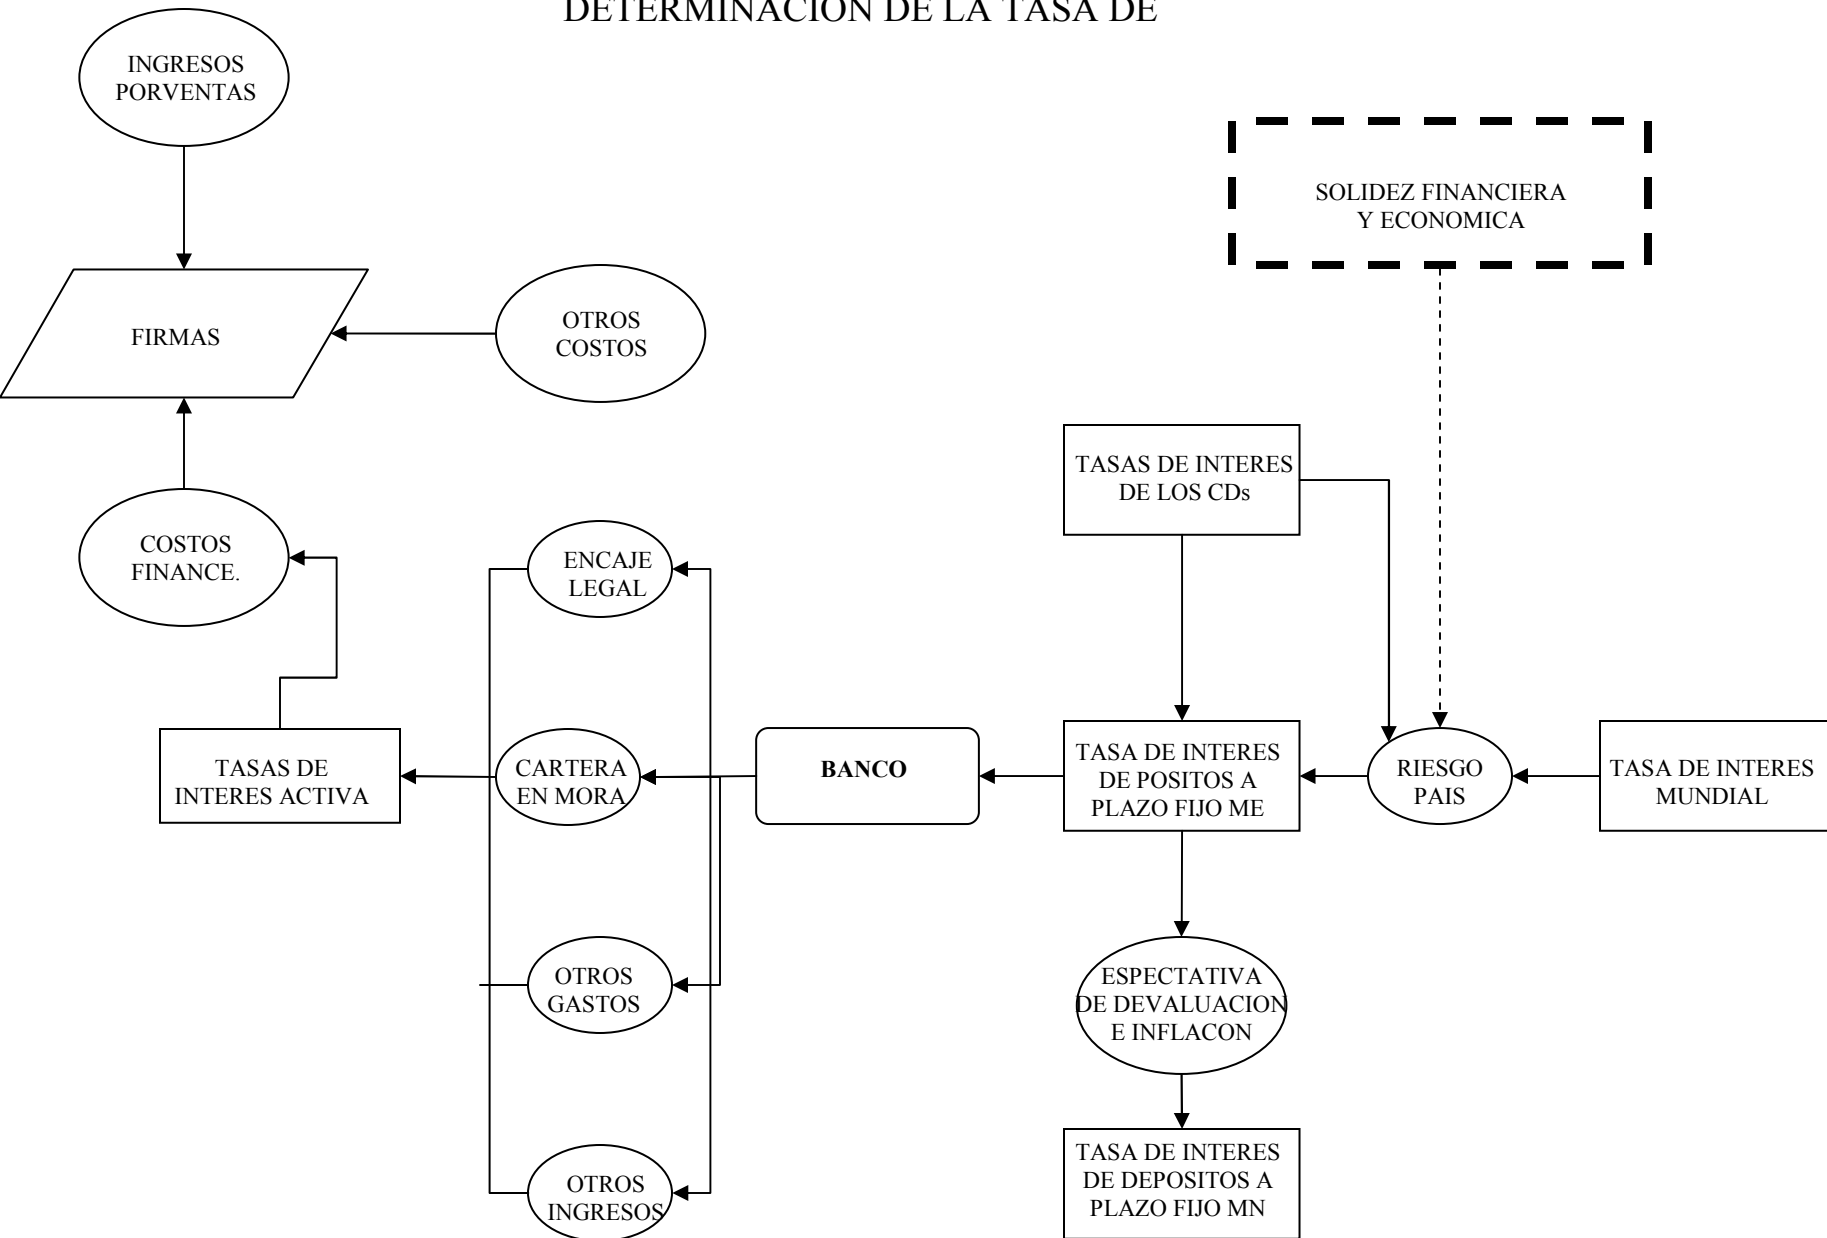 DETERMINACION DE LA TASA DE
INGRESOS
PORVENTAS
SOLIDEZ FINANCIERA
Y ECONOMICA
FIRMAS
OTROS
COSTOS
TASAS DE INTERES
DE LOS CDs
COSTOS
FINANCE.
ENCAJE
LEGAL
TASAS DE
INTERES ACTIVA
CARTERA
EN MORA
BANCO
TASA DE INTERES
DE POSITOS A
PLAZO FIJO ME
RIESGO
PAIS
TASA DE INTERES
MUNDIAL
OTROS
GASTOS
ESPECTATIVA
DE DEVALUACION
E INFLACON
OTROS
INGRESOS
TASA DE INTERES
DE DEPOSITOS A
PLAZO FIJO MN